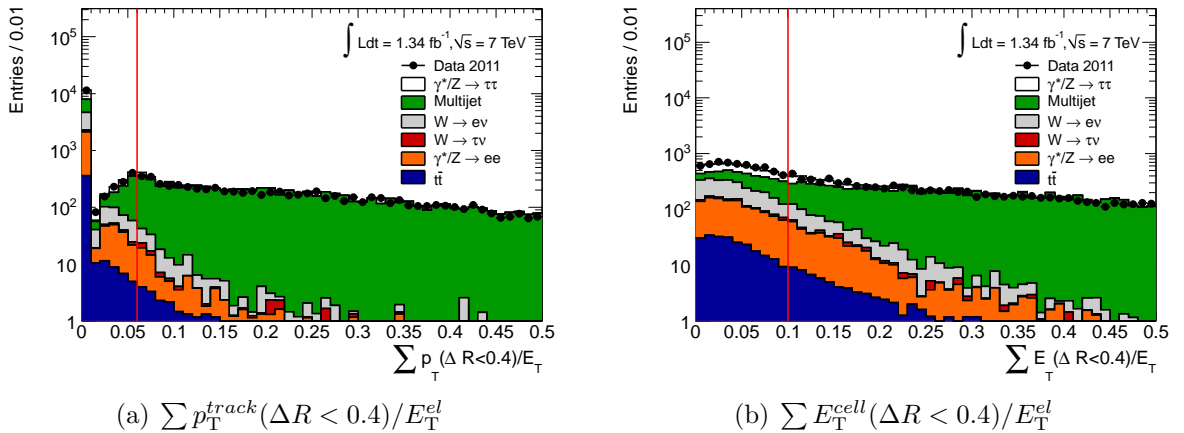 Entries / 0.01
10⁵
10⁴
10³
10²
10
1
∫ Ldt = 1.34 fb⁻¹,√s = 7 TeV
Data 2011
γ*/Z → ττ
Multijet
W → eν
W → τν
γ*/Z → ee
tt̄
0 0.05 0.1 0.15 0.2 0.25 0.3 0.35 0.4 0.45 0.5
∑ p_T(Δ R<0.4)/E_T
(a) ∑ p_T^{track}(ΔR < 0.4)/E_T^{el}
Entries / 0.01
10⁵
10⁴
10³
10²
10
1
∫ Ldt = 1.34 fb⁻¹,√s = 7 TeV
Data 2011
γ*/Z → ττ
Multijet
W → eν
W → τν
γ*/Z → ee
tt̄
0 0.05 0.1 0.15 0.2 0.25 0.3 0.35 0.4 0.45 0.5
∑ E_T(Δ R<0.4)/E_T
(b) ∑ E_T^{cell}(ΔR < 0.4)/E_T^{el}